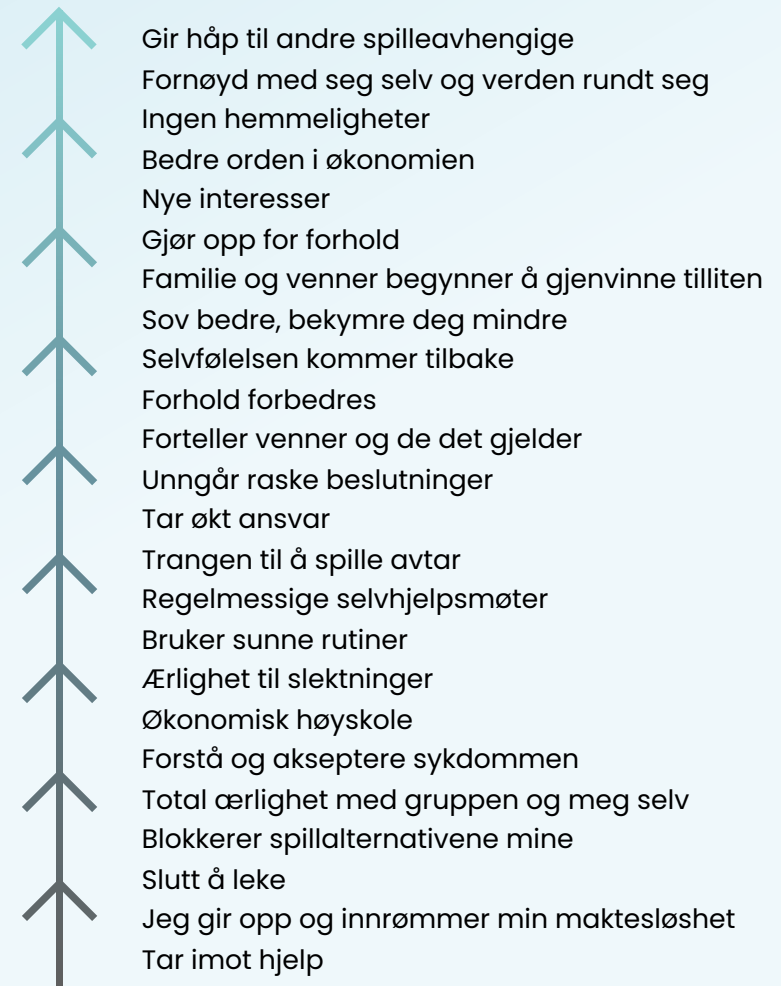 Gir håp til andre spilleavhengige
Fornøyd med seg selv og verden rundt seg
Ingen hemmeligheter
Bedre orden i økonomien
Nye interesser
Gjør opp for forhold
Familie og venner begynner å gjenvinne tilliten
Sov bedre, bekymre deg mindre
Selvfølelsen kommer tilbake
Forhold forbedres
Forteller venner og de det gjelder
Unngår raske beslutninger
Tar økt ansvar
Trangen til å spille avtar
Regelmessige selvhjelpsmøter
Bruker sunne rutiner
Ærlighet til slektninger
Økonomisk høyskole
Forstå og akseptere sykdommen
Total ærlighet med gruppen og meg selv
Blokkerer spillalternativene mine
Slutt å leke
Jeg gir opp og innrømmer min maktesløshet
Tar imot hjelp